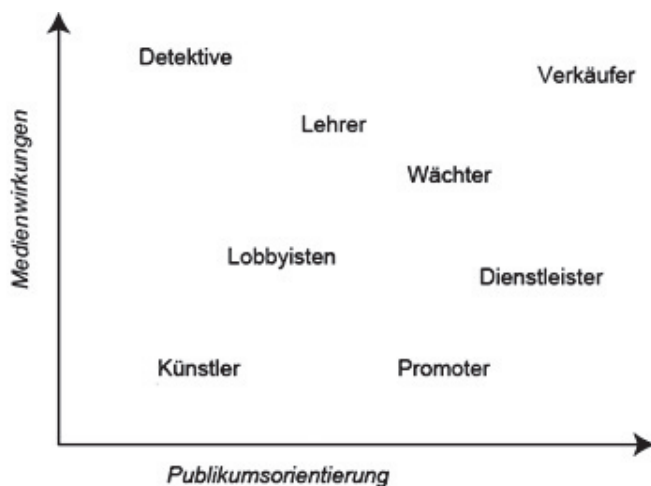 Detektive
Verkäufer
Lehrer
Wächter
Lobbyisten
Dienstleister
Künstler
Promoter
Medienwirkungen
Publikumsorientierung